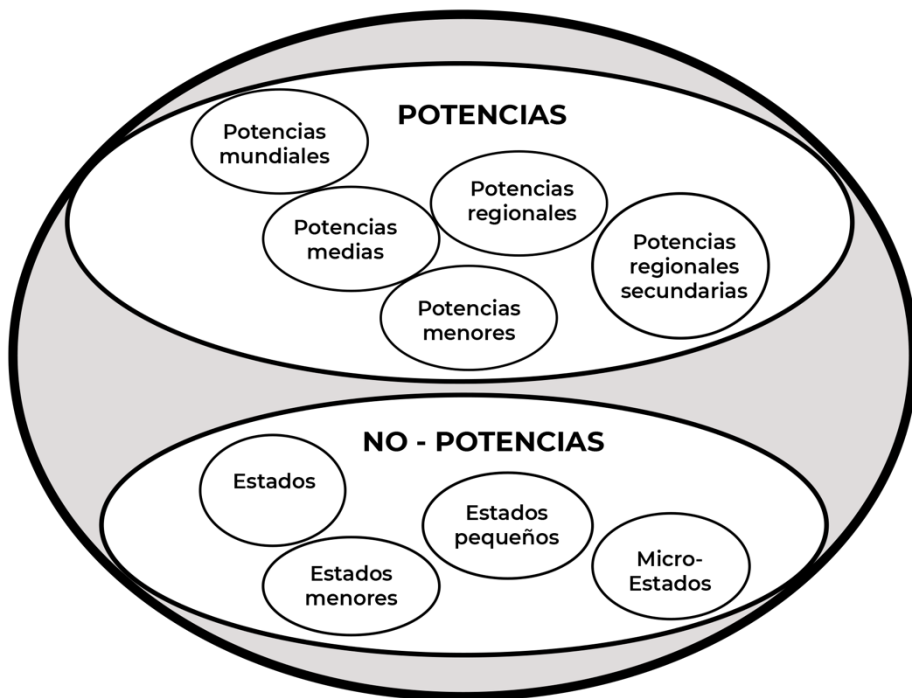 POTENCIAS
Potencias
mundiales
Potencias
regionales
Potencias
medias
Potencias
regionales
secundarias
Potencias
menores
NO - POTENCIAS
Estados
Estados
pequeños
Micro-
Estados
Estados
menores